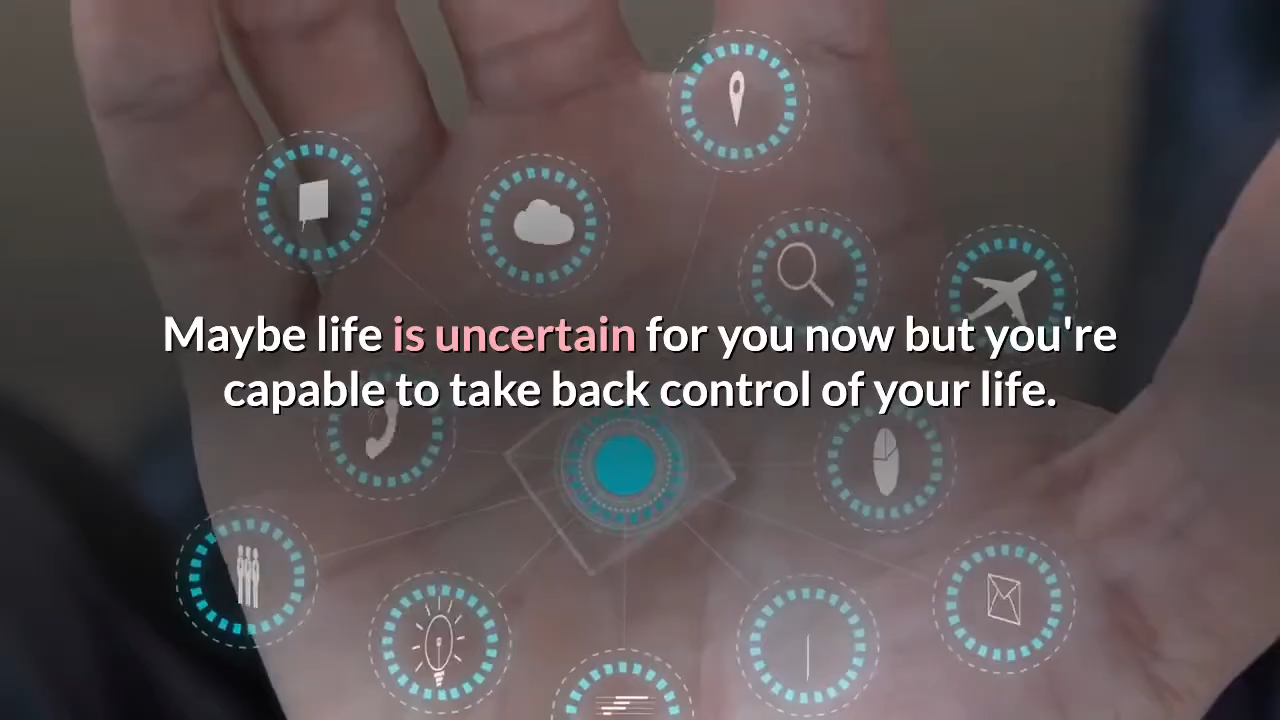 Maybe life is uncertain for you now but you're
capable to take back control of your life.